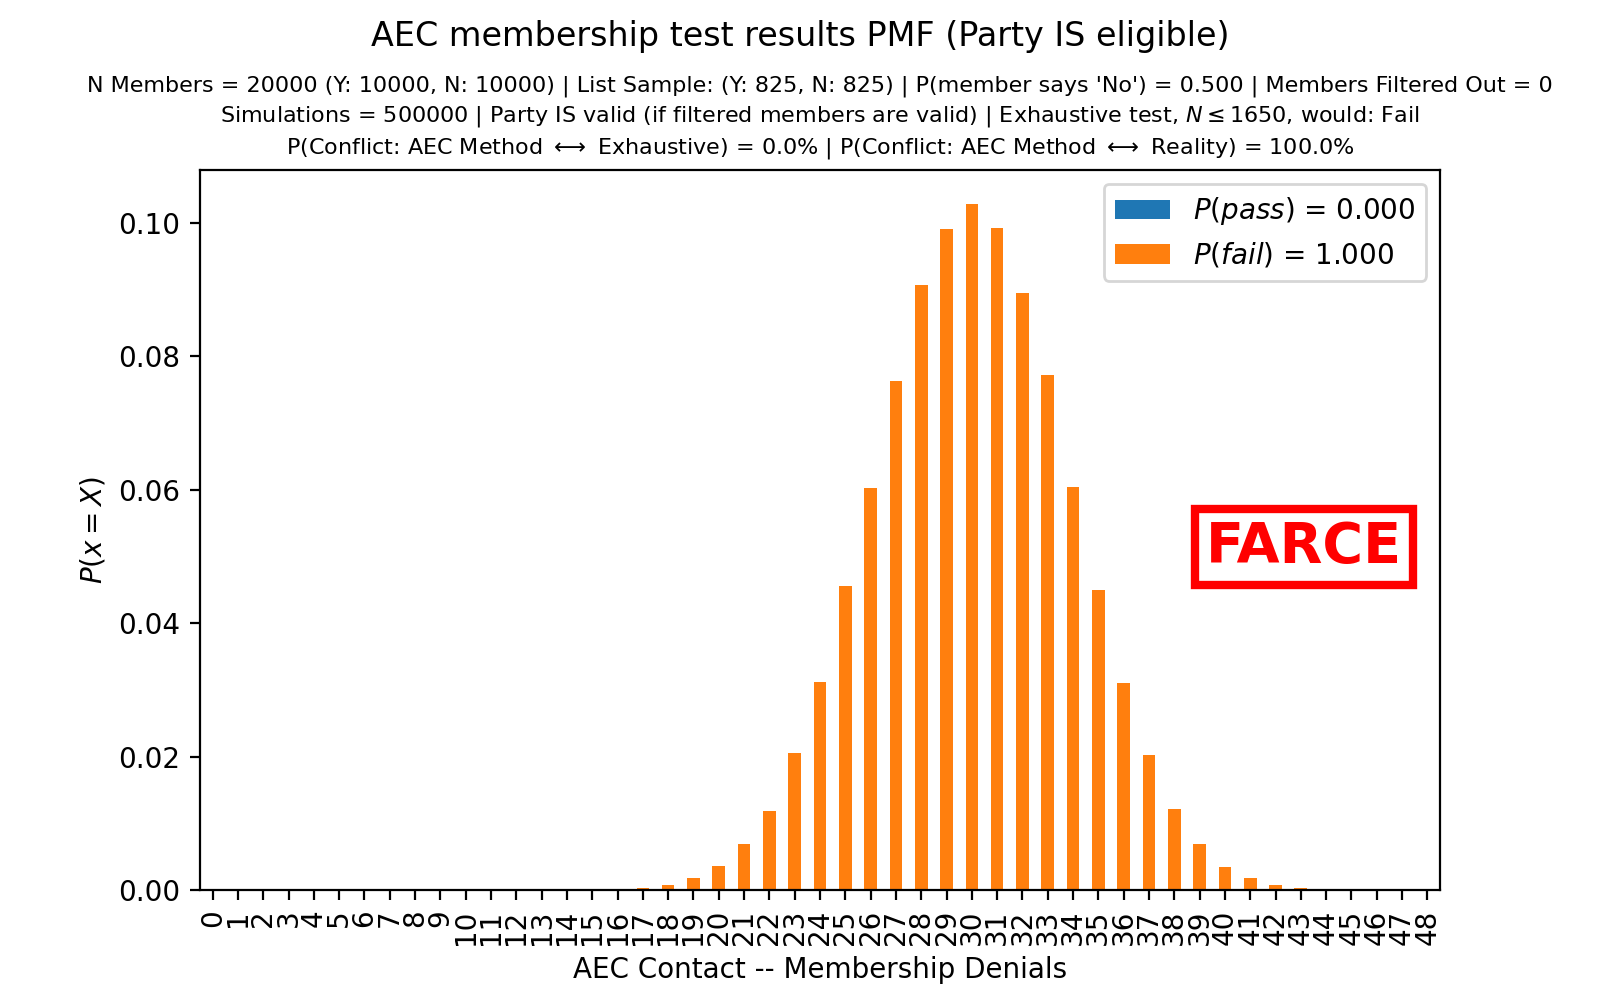 AEC membership test results PMF (Party IS eligible)
N Members = 20000 (Y: 10000, N: 10000) | List Sample: (Y: 825, N: 825) | P(member says 'No') = 0.500 | Members Filtered Out = 0
Simulations = 500000 | Party IS valid (if filtered members are valid) | Exhaustive test, N ≤ 1650, would: Fail
P(Conflict: AEC Method ⟷ Exhaustive) = 0.0% | P(Conflict: AEC Method ⟷ Reality) = 100.0%
P(pass) = 0.000
P(fail) = 1.000
FARCE
P(x = X)
0.10
0.08
0.06
0.04
0.02
0.00
0 1 2 3 4 5 6 7 8 9 10 11 12 13 14 15 16 17 18 19 20 21 22 23 24 25 26 27 28 29 30 31 32 33 34 35 36 37 38 39 40 41 42 43 44 45 46 47 48
AEC Contact -- Membership Denials